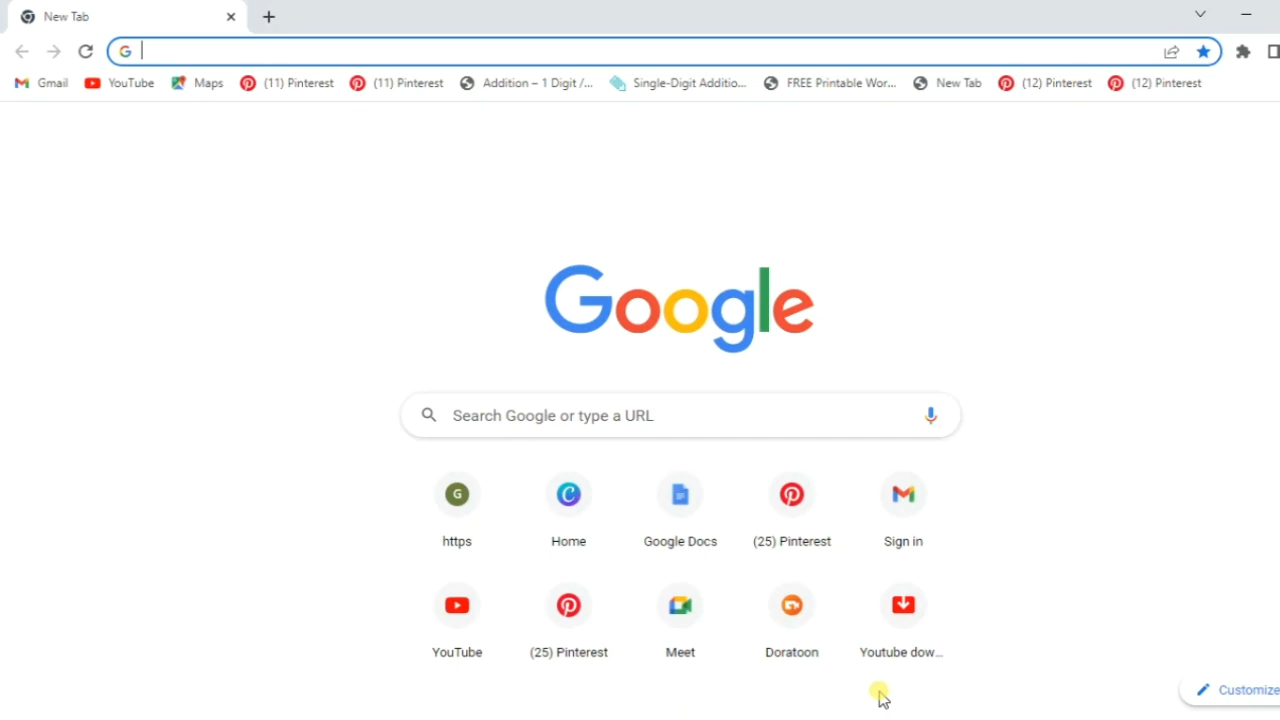 New Tab
Gmail YouTube Maps (11) Pinterest (11) Pinterest Addition – 1 Digit /... Single-Digit Additio... FREE Printable Wor... New Tab (12) Pinterest (12) Pinterest
Google
Search Google or type a URL
G
https Home Google Docs (25) Pinterest Sign in
YouTube (25) Pinterest Meet Doratoon Youtube dow...
Customize